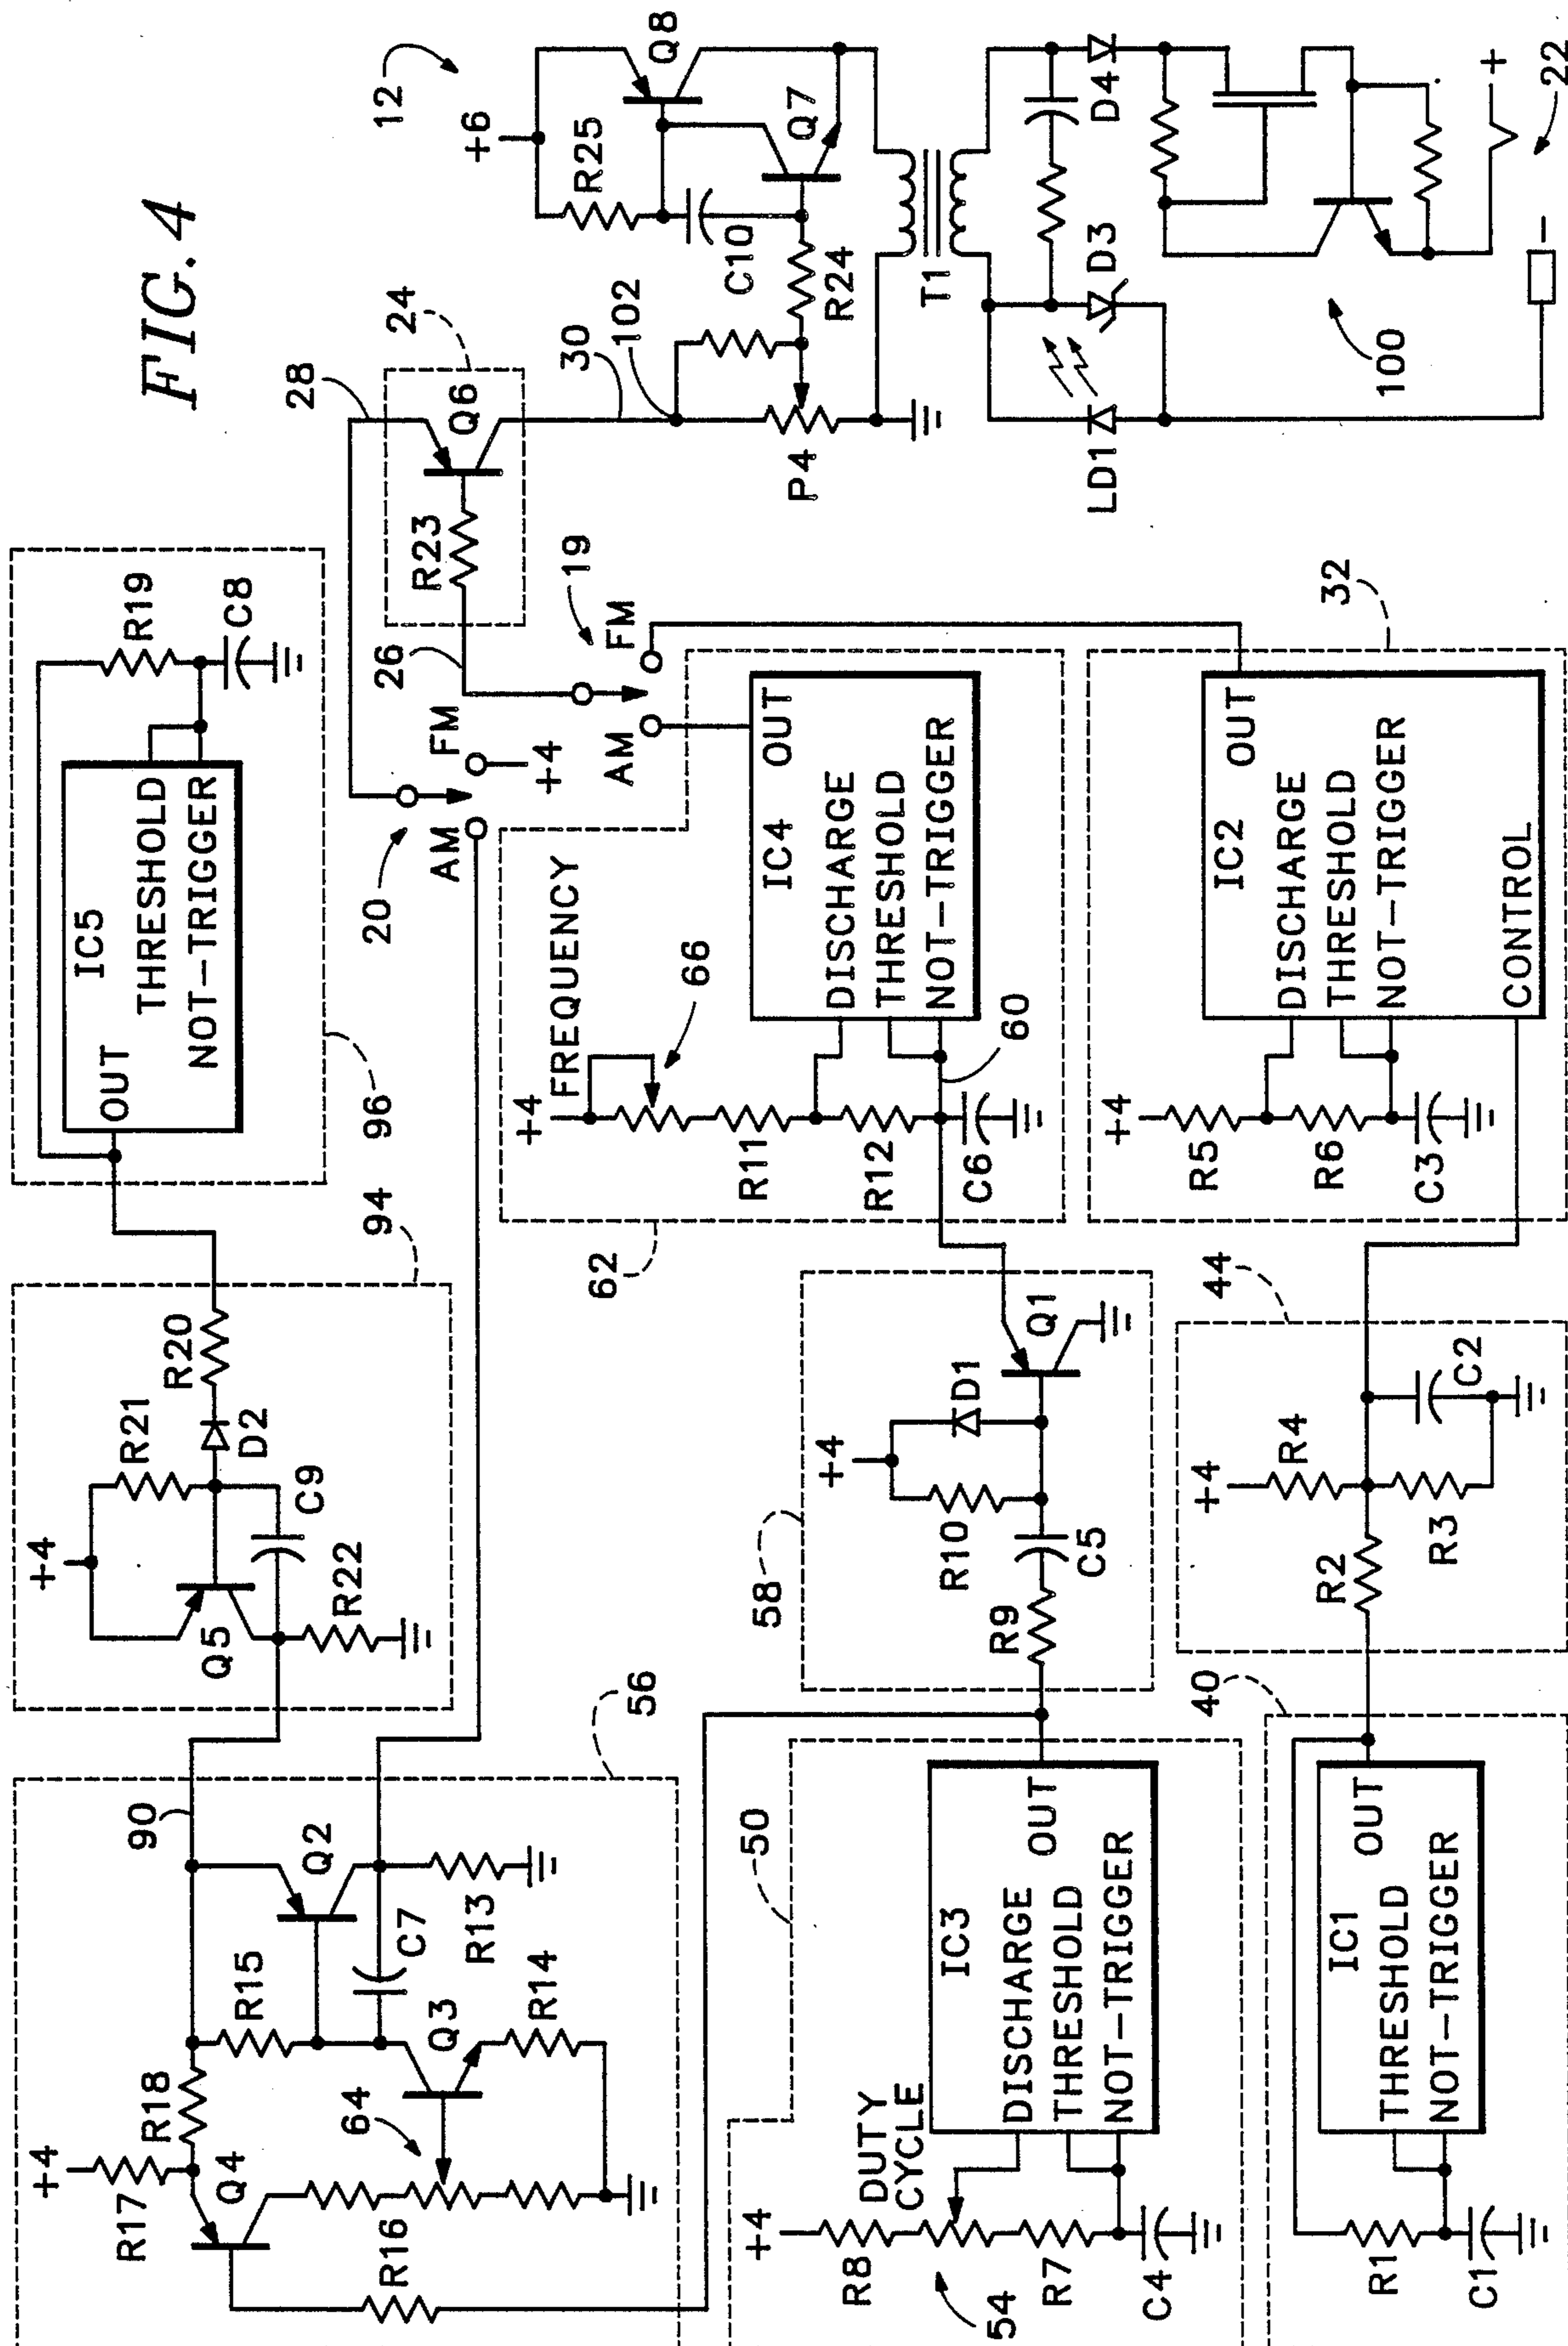 FIG. 4
+4
R17
R18
Q4
R16
64
R15
Q3
R14
C7
Q2
R13
90
56
+4
Q5
R21
R22
C9
D2
R20
94
OUT
IC5
THRESHOLD
NOT-TRIGGER
R19
C8
96
20
AM
FM
+4
28
26
R23
Q6
24
19
AM
FM
30
102
P4
R24
C10
R25
+6
12
Q8
Q7
T1
LD1
D3
D4
100
+
-
22
+4
R8
DUTY
CYCLE
54
R7
C4
IC3
OUT
DISCHARGE
THRESHOLD
NOT-TRIGGER
50
58
R9
R10
C5
+4
D1
Q1
62
+4
FREQUENCY
66
R11
R12
C6
60
IC4 OUT
DISCHARGE
THRESHOLD
NOT-TRIGGER
R1
C1
IC1
OUT
THRESHOLD
NOT-TRIGGER
40
R2
+4
R4
R3
C2
44
+4
R5
R6
C3
IC2 OUT
DISCHARGE
THRESHOLD
NOT-TRIGGER
CONTROL
32